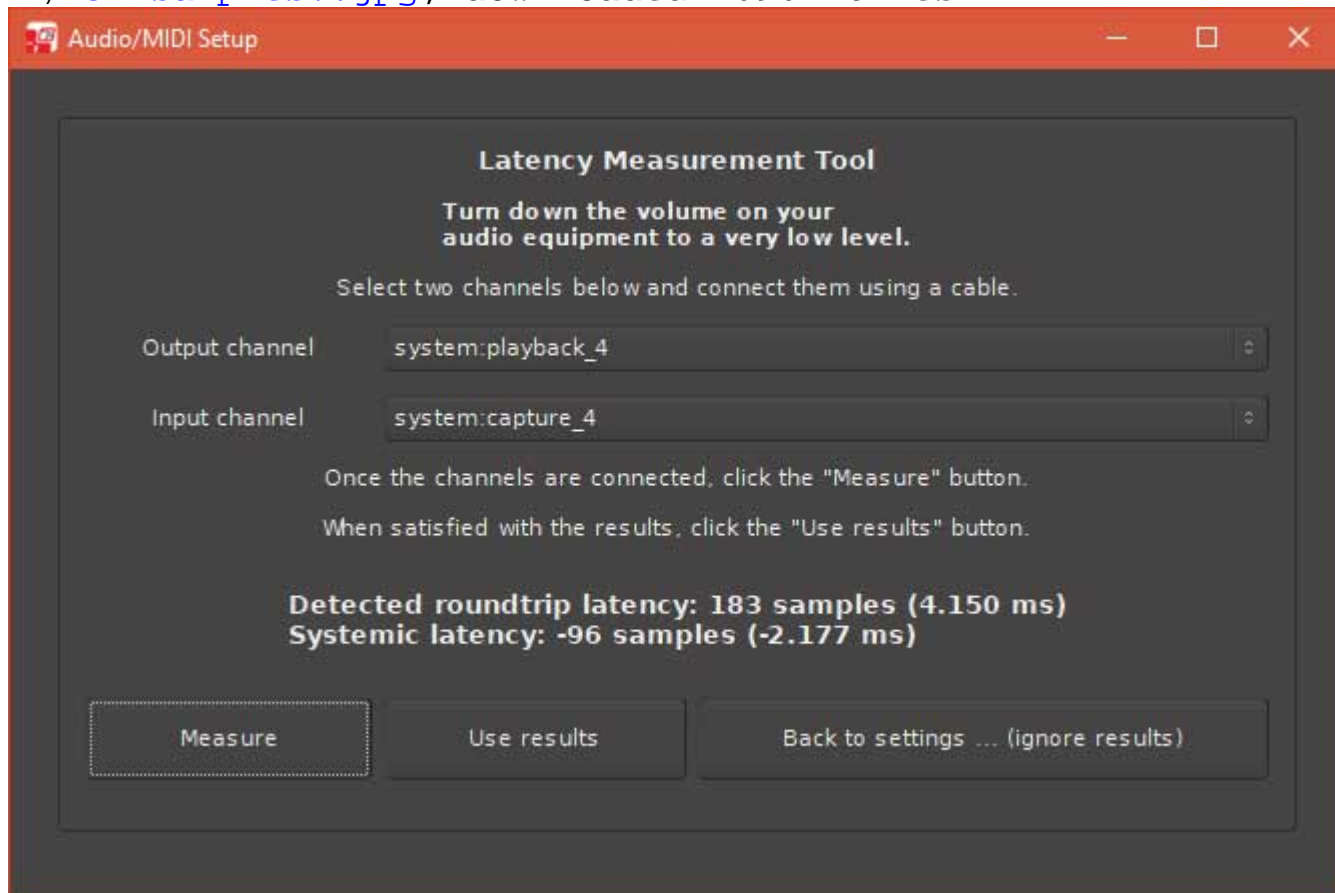 Audio/MIDI Setup
Latency Measurement Tool
Turn down the volume on your
audio equipment to a very low level.
Select two channels below and connect them using a cable.
Output channel system:playback_4
Input channel system:capture_4
Once the channels are connected, click the "Measure" button.
When satisfied with the results, click the "Use results" button.
Detected roundtrip latency: 183 samples (4.150 ms)
Systemic latency: -96 samples (-2.177 ms)
Measure Use results Back to settings ... (ignore results)